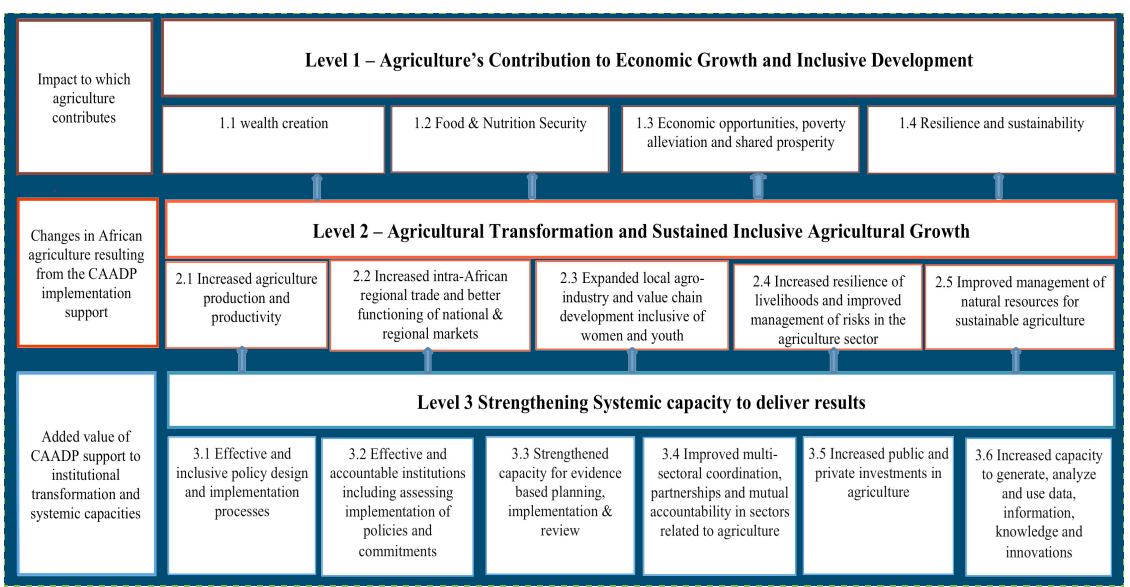 Impact to which
agriculture
contributes
Level 1 – Agriculture’s Contribution to Economic Growth and Inclusive Development
1.1 wealth creation
1.2 Food & Nutrition Security
1.3 Economic opportunities, poverty
alleviation and shared prosperity
1.4 Resilience and sustainability
Changes in African
agriculture resulting
from the CAADP
implementation
support
Level 2 – Agricultural Transformation and Sustained Inclusive Agricultural Growth
2.1 Increased agriculture
production and
productivity
2.2 Increased intra-African
regional trade and better
functioning of national &
regional markets
2.3 Expanded local agro-
industry and value chain
development inclusive of
women and youth
2.4 Increased resilience of
livelihoods and improved
management of risks in the
agriculture sector
2.5 Improved management of
natural resources for
sustainable agriculture
Added value of
CAADP support to
institutional
transformation and
systemic capacities
Level 3 Strengthening Systemic capacity to deliver results
3.1 Effective and
inclusive policy design
and implementation
processes
3.2 Effective and
accountable institutions
including assessing
implementation of
policies and
commitments
3.3 Strengthened
capacity for evidence
based planning,
implementation &
review
3.4 Improved multi-
sectoral coordination,
partnerships and mutual
accountability in sectors
related to agriculture
3.5 Increased public and
private investments in
agriculture
3.6 Increased capacity
to generate, analyze
and use data,
information,
knowledge and
innovations